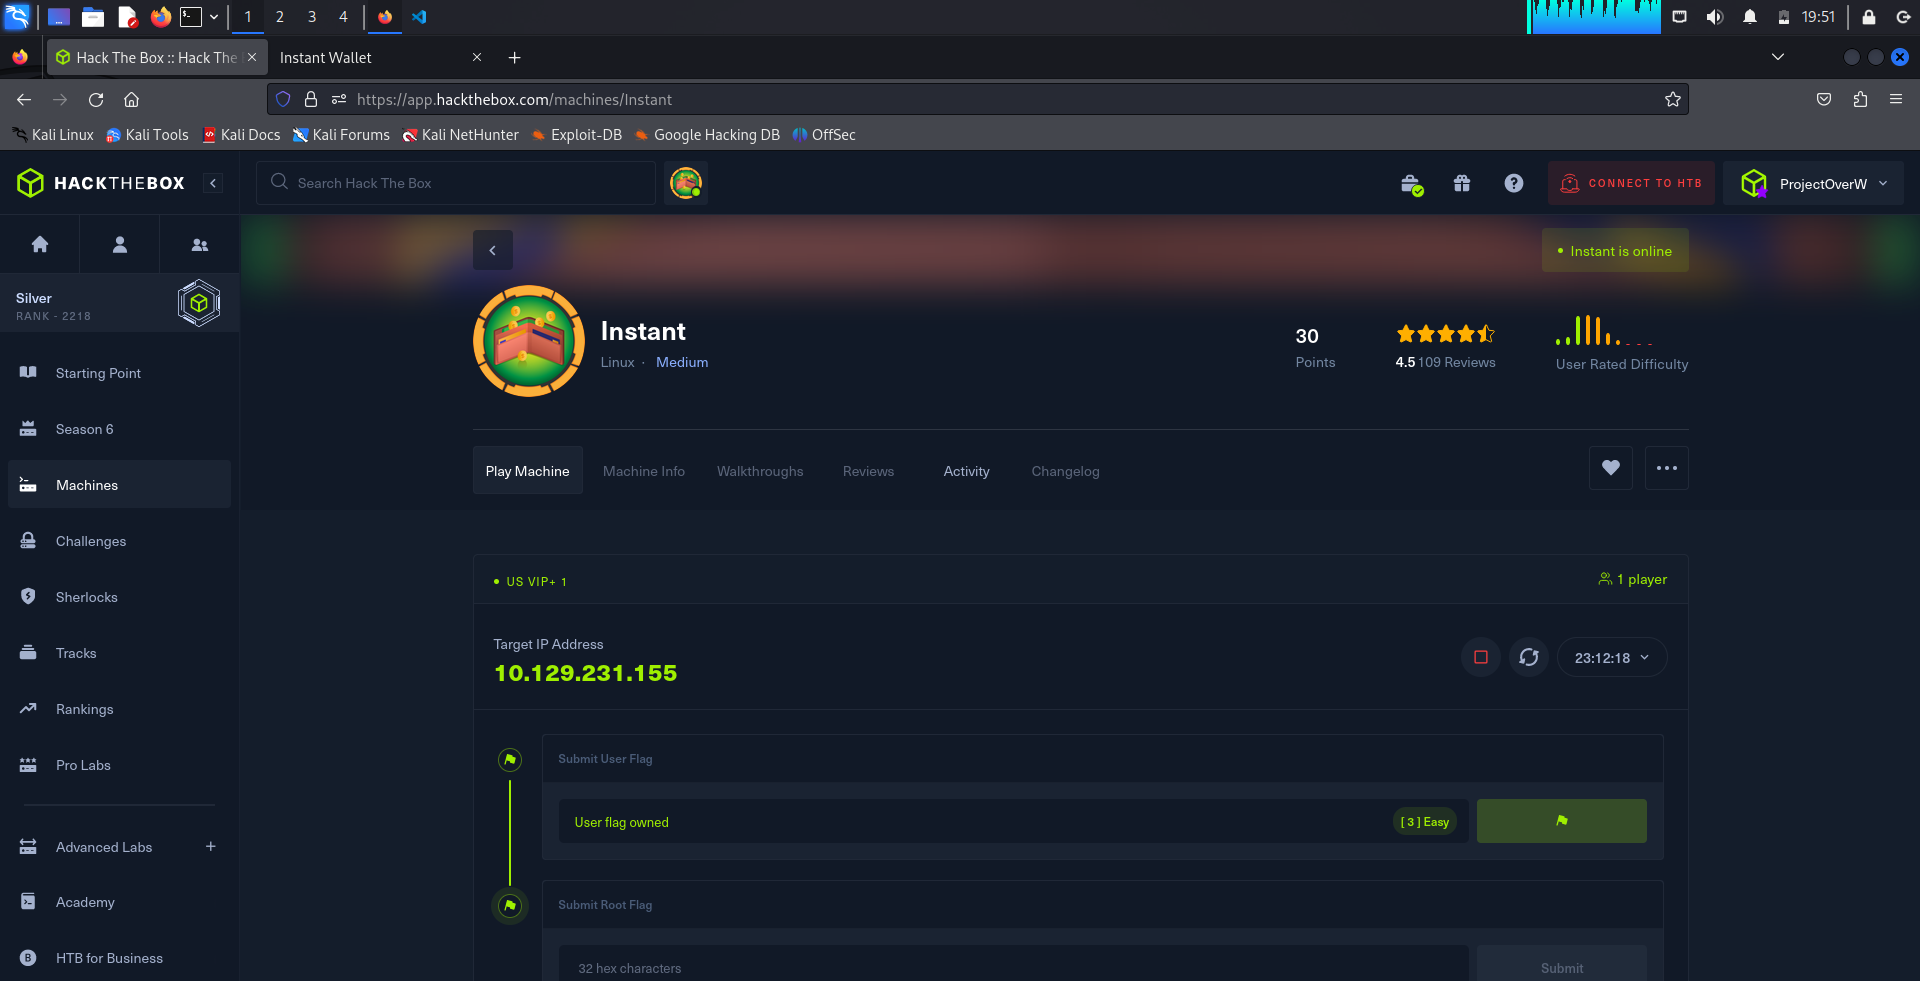 1 2 3 4
19:51
Hack The Box :: Hack The
Instant Wallet
https://app.hackthebox.com/machines/Instant
Kali Linux Kali Tools Kali Docs Kali Forums Kali NetHunter Exploit-DB Google Hacking DB OffSec
HACKTHEBOX
Search Hack The Box
CONNECT TO HTB
ProjectOverW
Silver
RANK - 2218
Starting Point
Season 6
Machines
Challenges
Sherlocks
Tracks
Rankings
Pro Labs
Advanced Labs
Academy
B HTB for Business
Instant is online
Instant
Linux · Medium
30
Points
4.5 109 Reviews
User Rated Difficulty
Play Machine Machine Info Walkthroughs Reviews Activity Changelog
US VIP+ 1
1 player
Target IP Address
10.129.231.155
23:12:18
Submit User Flag
User flag owned
[ 3 ] Easy
Submit Root Flag
32 hex characters
Submit